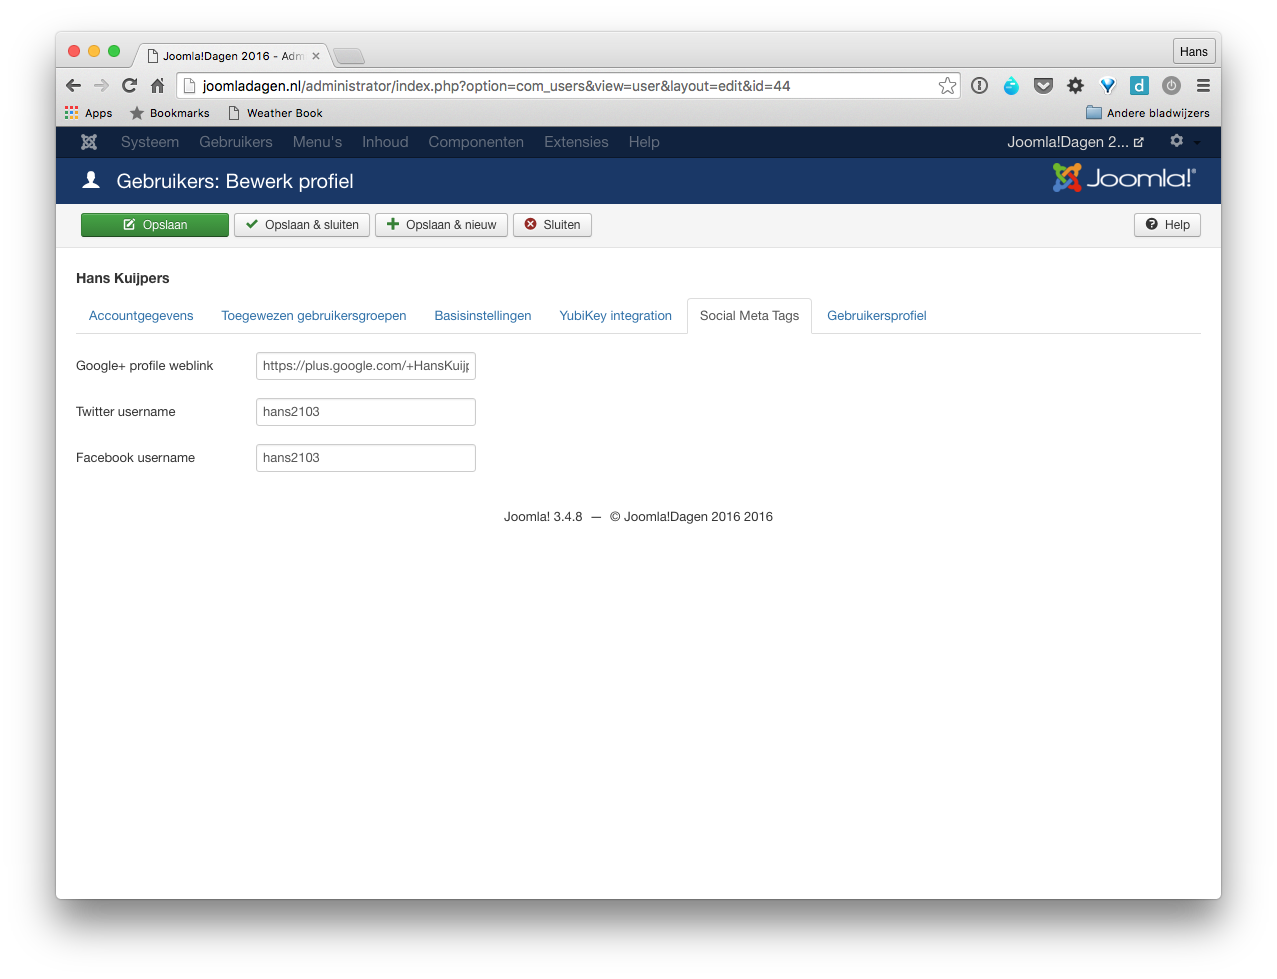 Joomla!Dagen 2016 - Adm
Hans
joomladagen.nl/administrator/index.php?option=com_users&view=user&layout=edit&id=44
Apps Bookmarks Weather Book Andere bladwijzers
Systeem Gebruikers Menu's Inhoud Componenten Extensies Help Joomla!Dagen 2...
Gebruikers: Bewerk profiel Joomla!®
Opslaan Opslaan & sluiten Opslaan & nieuw Sluiten Help
Hans Kuijpers
Accountgegevens Toegewezen gebruikersgroepen Basisinstellingen YubiKey integration Social Meta Tags Gebruikersprofiel
Google+ profile weblink https://plus.google.com/+HansKuijp
Twitter username hans2103
Facebook username hans2103
Joomla! 3.4.8 — © Joomla!Dagen 2016 2016